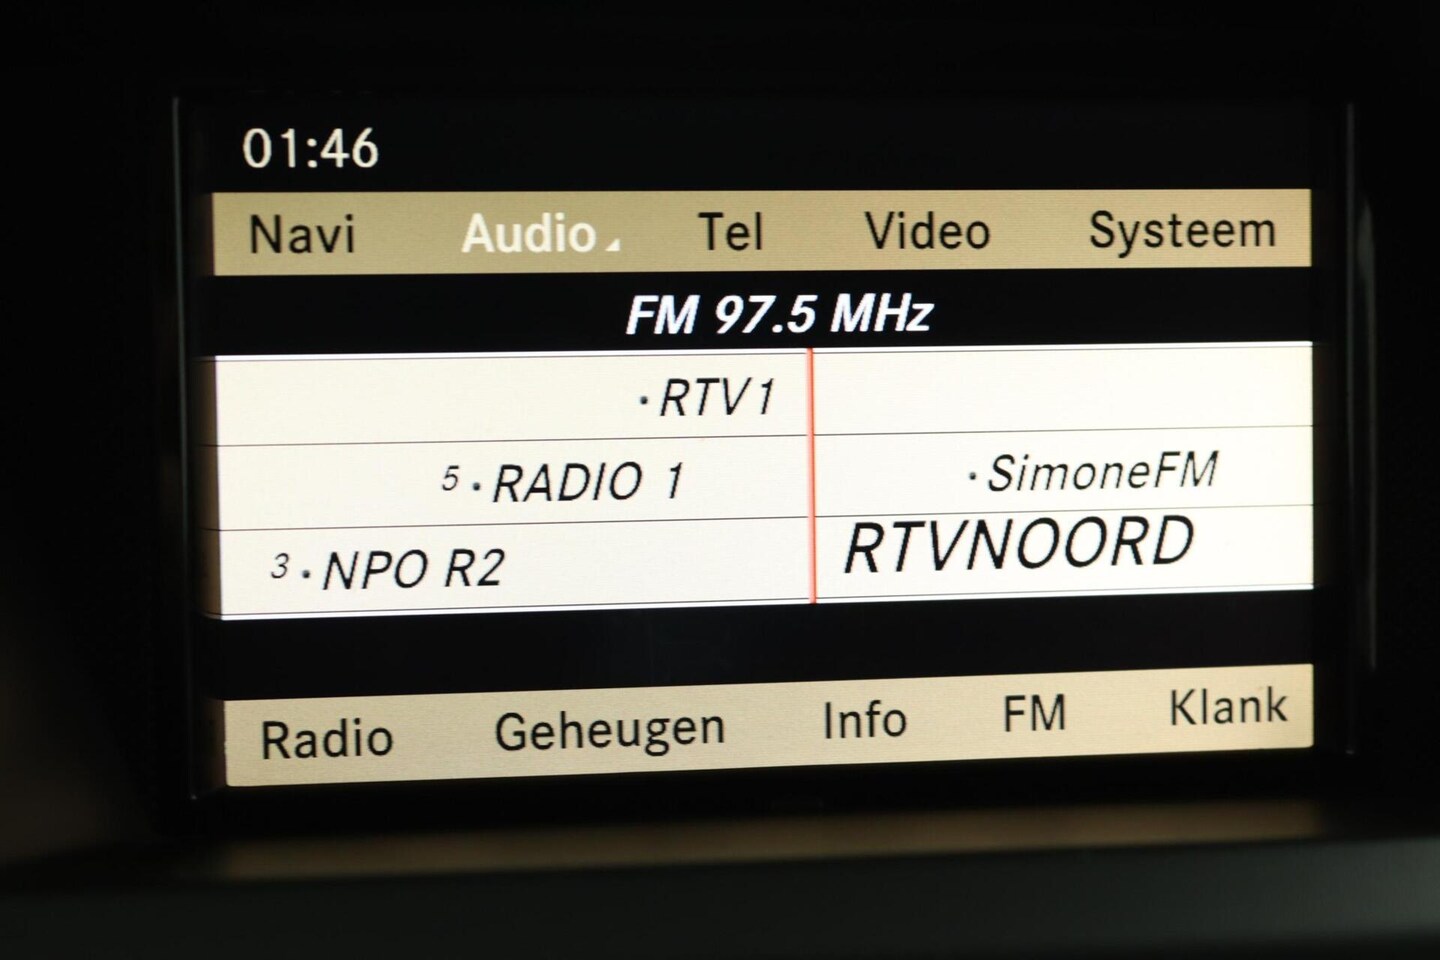 01:46
Navi Audio Tel Video Systeem
FM 97.5 MHz
·RTV1
5·RADIO 1 ·SimoneFM
3·NPO R2 RTVNOORD
Radio Geheugen Info FM Klank